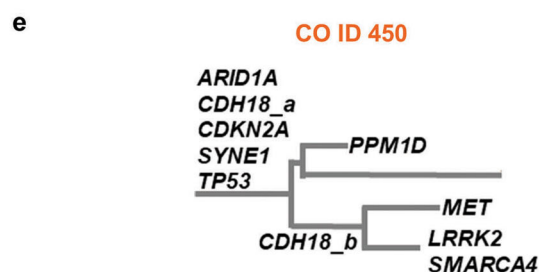 e
CO ID 450
ARID1A
CDH18_a
CDKN2A
SYNE1
TP53
PPM1D
MET
CDH18_b
LRRK2
SMARCA4